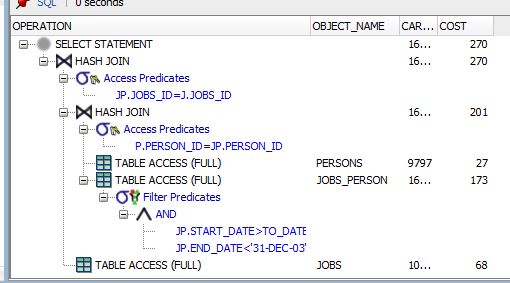 SQL | 0 seconds
OPERATION OBJECT_NAME CAR... COST
SELECT STATEMENT 16... 270
HASH JOIN 16... 270
Access Predicates
JP.JOBS_ID=J.JOBS_ID
HASH JOIN 16... 201
Access Predicates
P.PERSON_ID=JP.PERSON_ID
TABLE ACCESS (FULL) PERSONS 9797 27
TABLE ACCESS (FULL) JOBS_PERSON 16... 173
Filter Predicates
AND
JP.START_DATE>TO_DATE
JP.END_DATE<'31-DEC-03'
TABLE ACCESS (FULL) JOBS 10... 68